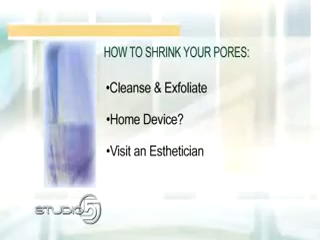 HOW TO SHRINK YOUR PORES:
•Cleanse & Exfoliate
•Home Device?
•Visit an Esthetician
STUDIO 5